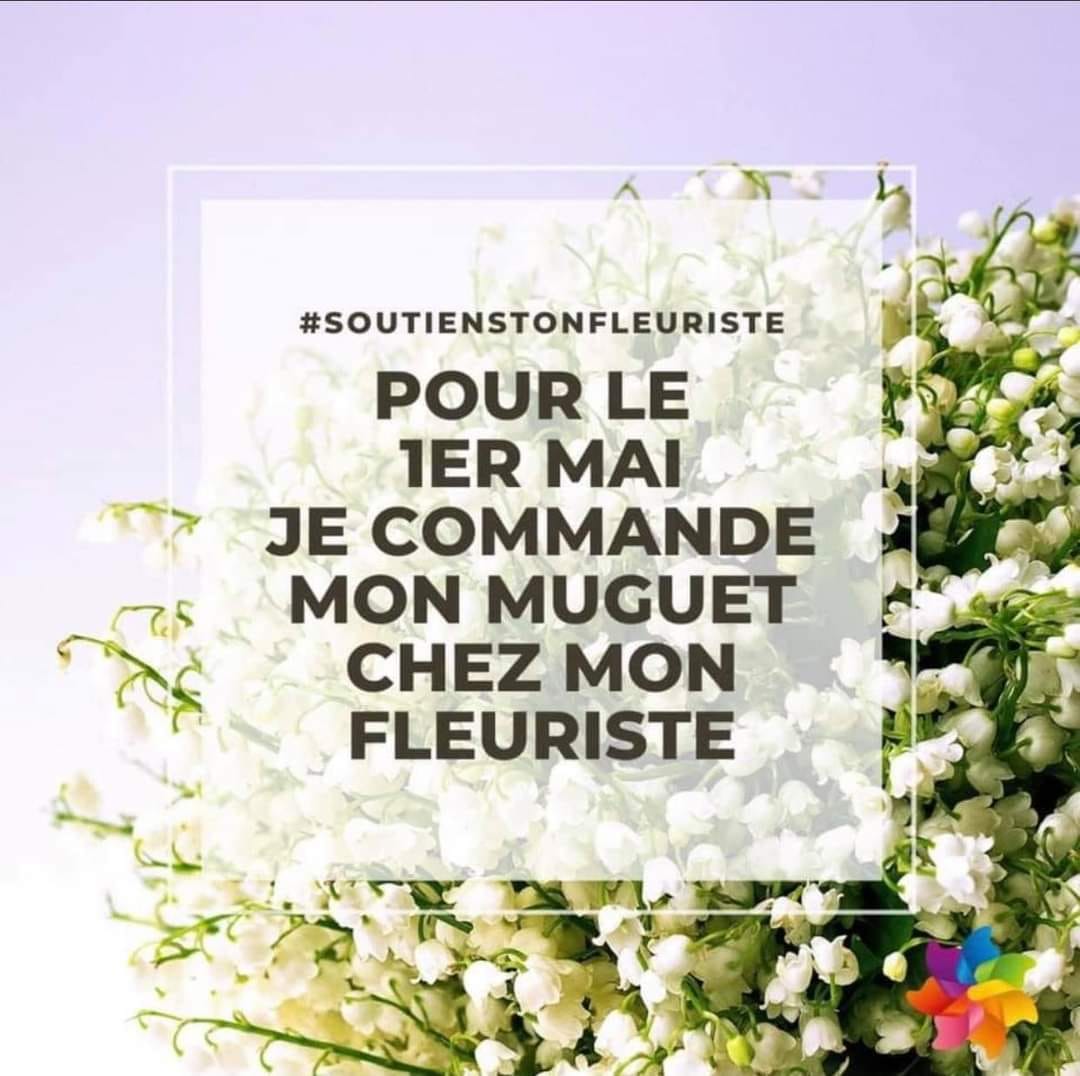 #SOUTIENSTONFLEURISTE
POUR LE
1ER MAI
JE COMMANDE
MON MUGUET
CHEZ MON
FLEURISTE